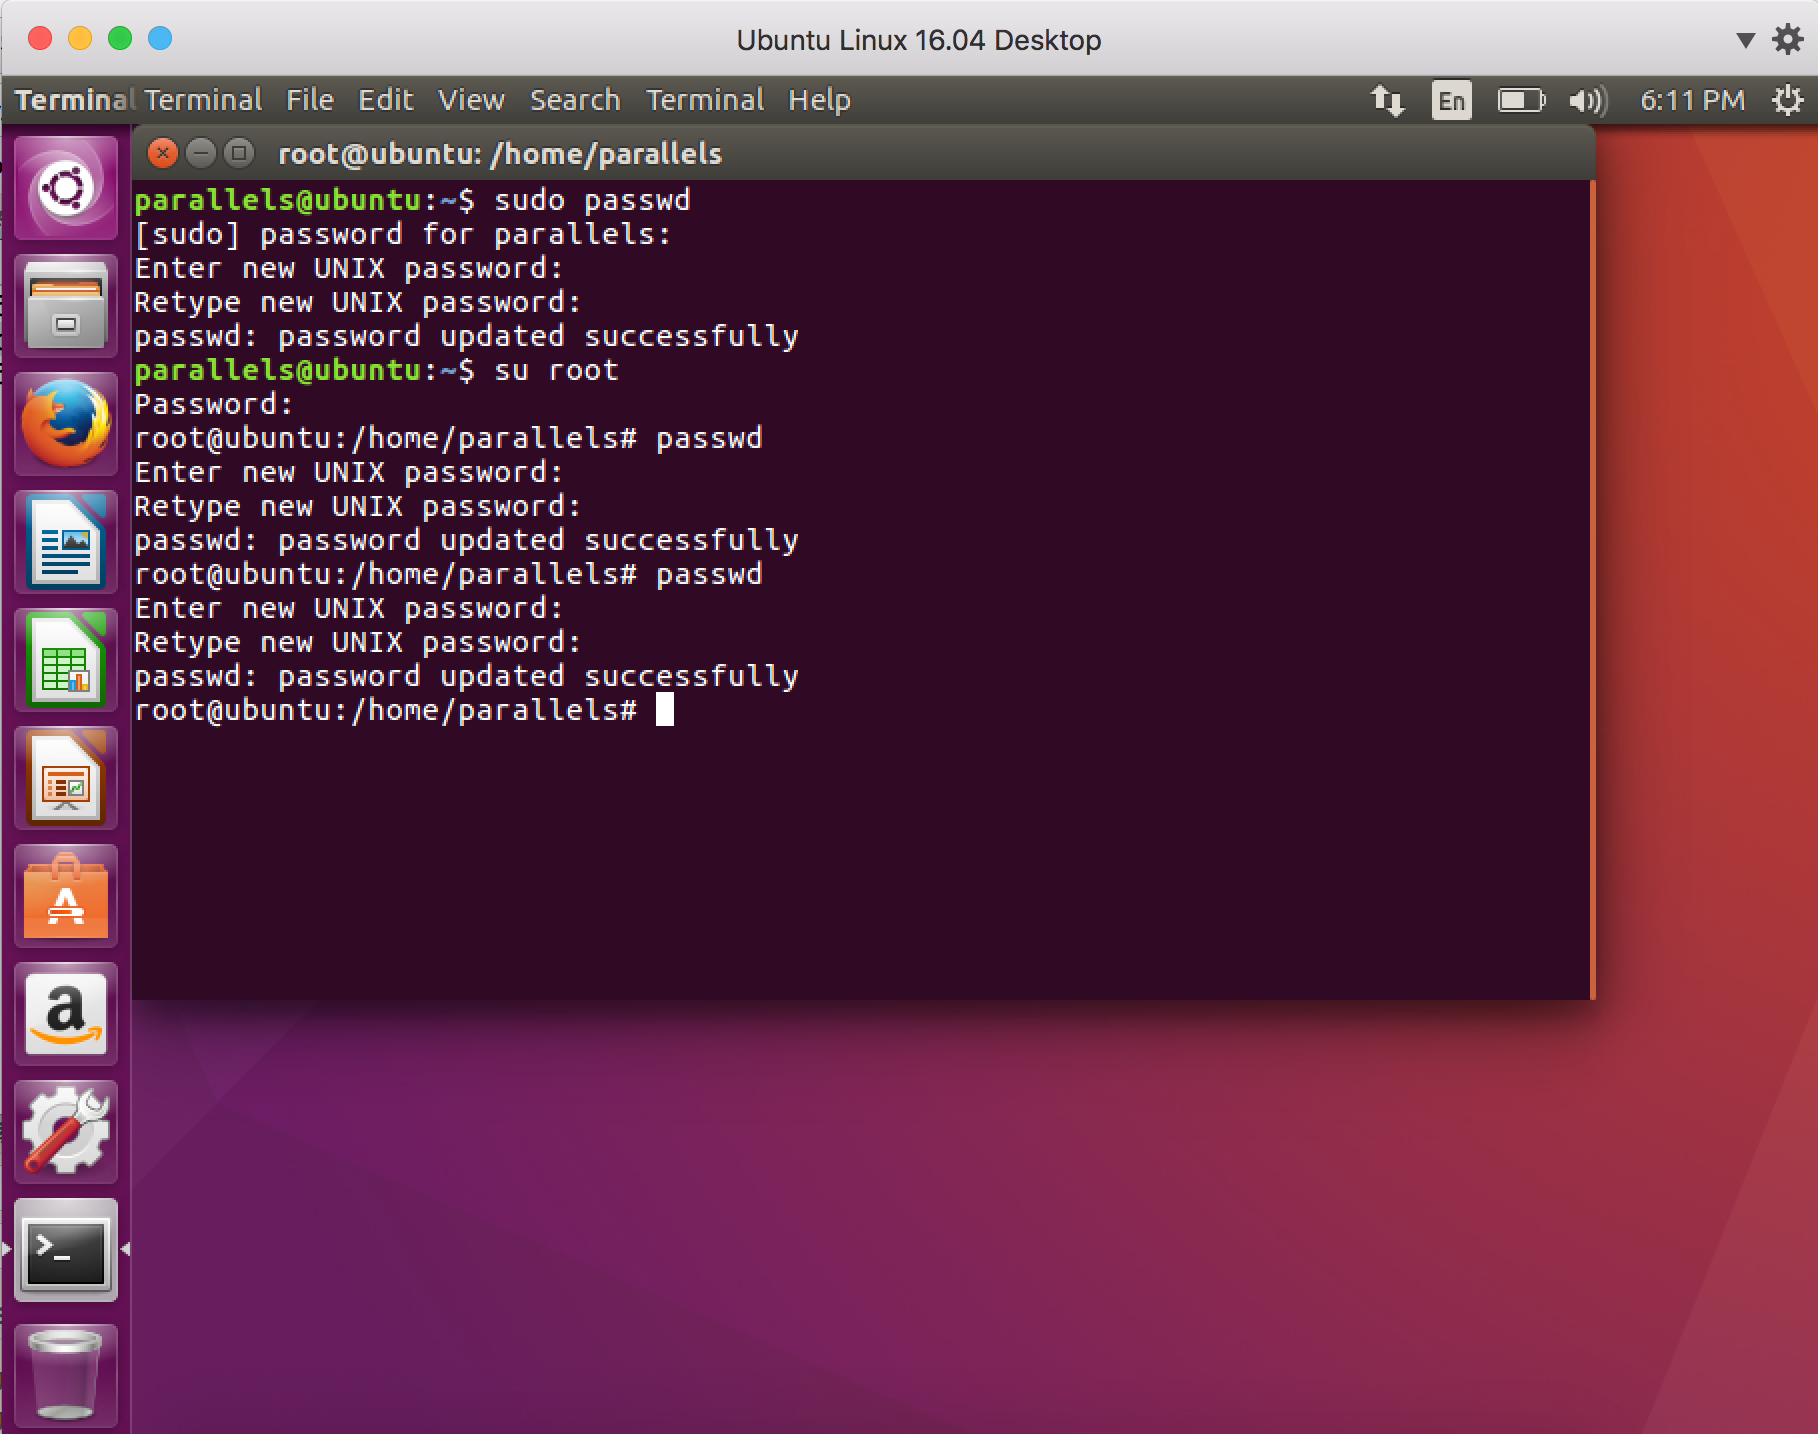 Ubuntu Linux 16.04 Desktop
Terminal Terminal File Edit View Search Terminal Help En 6:11 PM
root@ubuntu: /home/parallels
parallels@ubuntu:~$ sudo passwd
[sudo] password for parallels:
Enter new UNIX password:
Retype new UNIX password:
passwd: password updated successfully
parallels@ubuntu:~$ su root
Password:
root@ubuntu:/home/parallels# passwd
Enter new UNIX password:
Retype new UNIX password:
passwd: password updated successfully
root@ubuntu:/home/parallels# passwd
Enter new UNIX password:
Retype new UNIX password:
passwd: password updated successfully
root@ubuntu:/home/parallels#